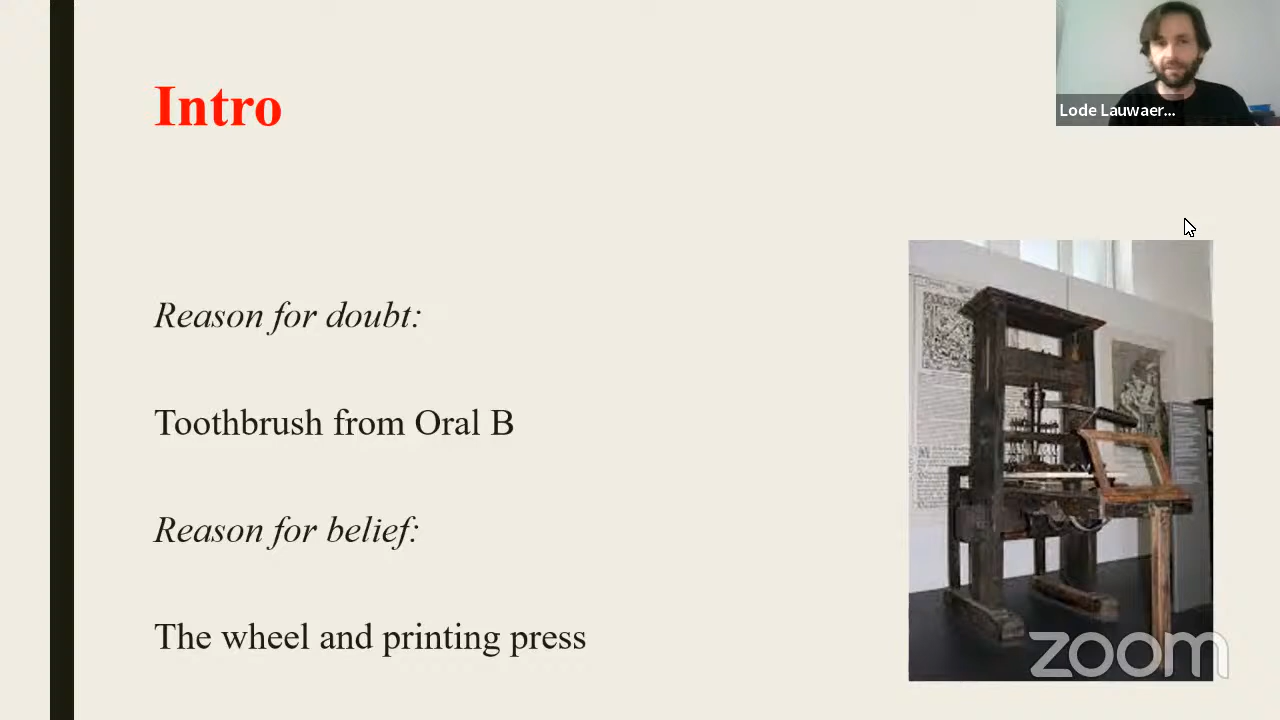 Intro
Lode Lauwaer...
Reason for doubt:
Toothbrush from Oral B
Reason for belief:
The wheel and printing press
zoom